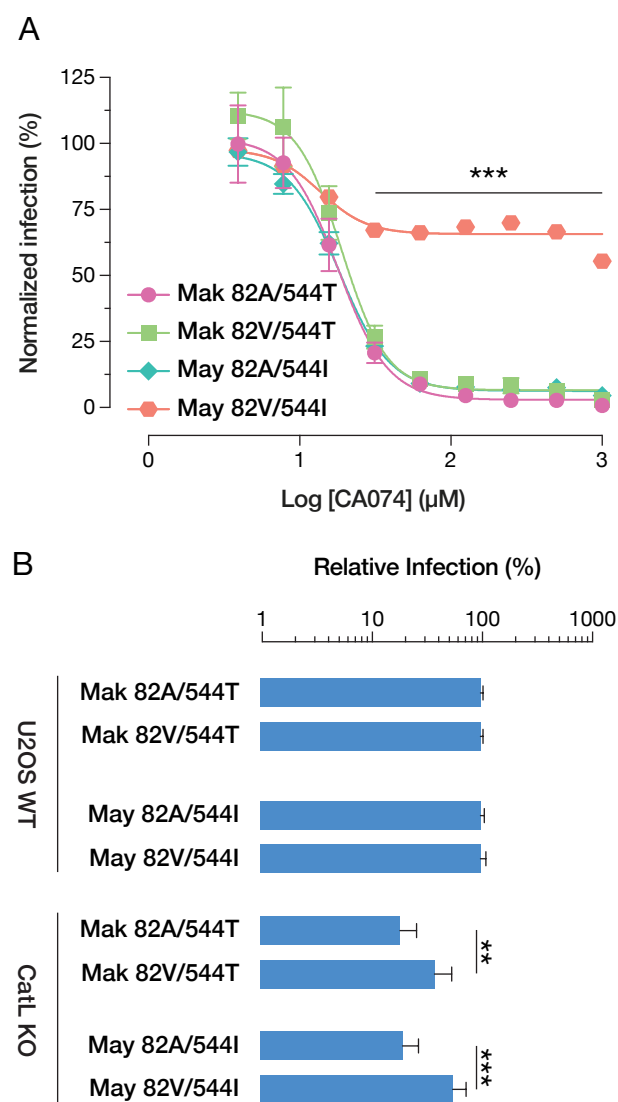 A
Normalized infection (%)
125
100
75
50
25
0
***
Mak 82A/544T
Mak 82V/544T
May 82A/544I
May 82V/544I
0 1 2 3
Log [CA074] (µM)
B
Relative Infection (%)
1 10 100 1000
U2OS WT
Mak 82A/544T
Mak 82V/544T
May 82A/544I
May 82V/544I
CatL KO
Mak 82A/544T
Mak 82V/544T
**
May 82A/544I
May 82V/544I
***